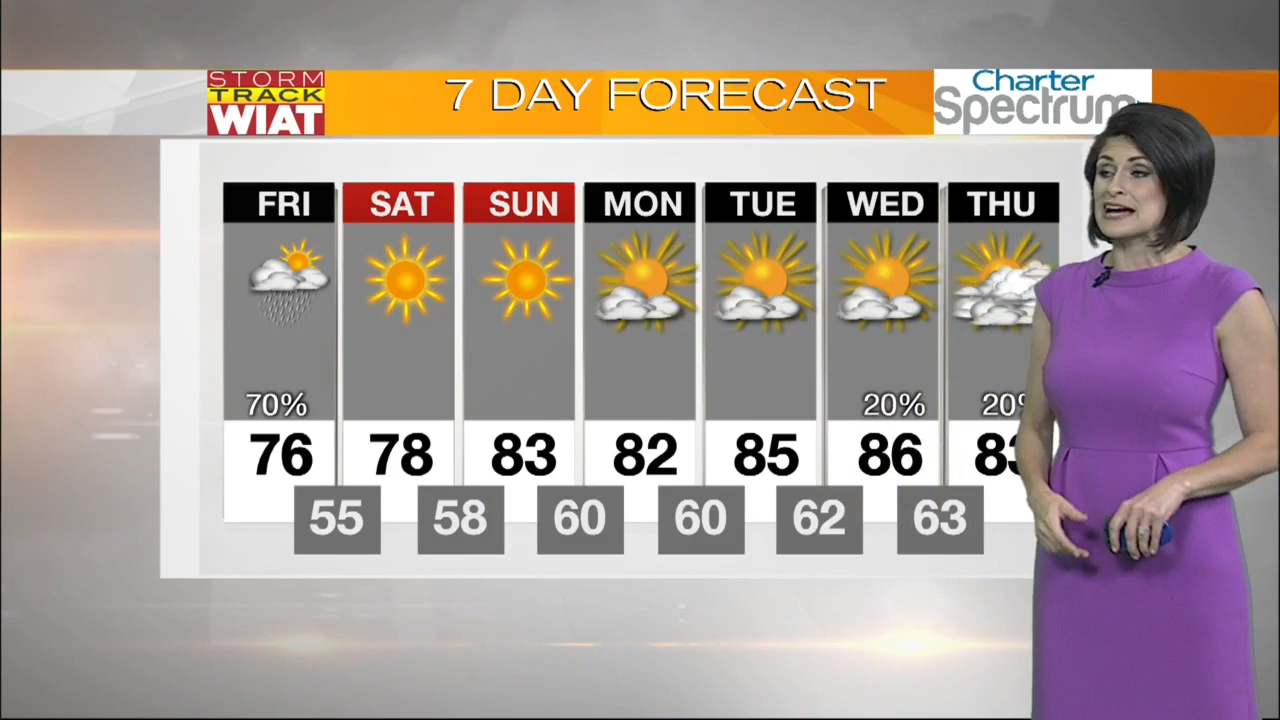 STORM
TRACK
WIAT
7 DAY FORECAST
Charter
Spectrum
FRI SAT SUN MON TUE WED THU
70% 20%
76 78 83 82 85 86
55 58 60 60 62 63